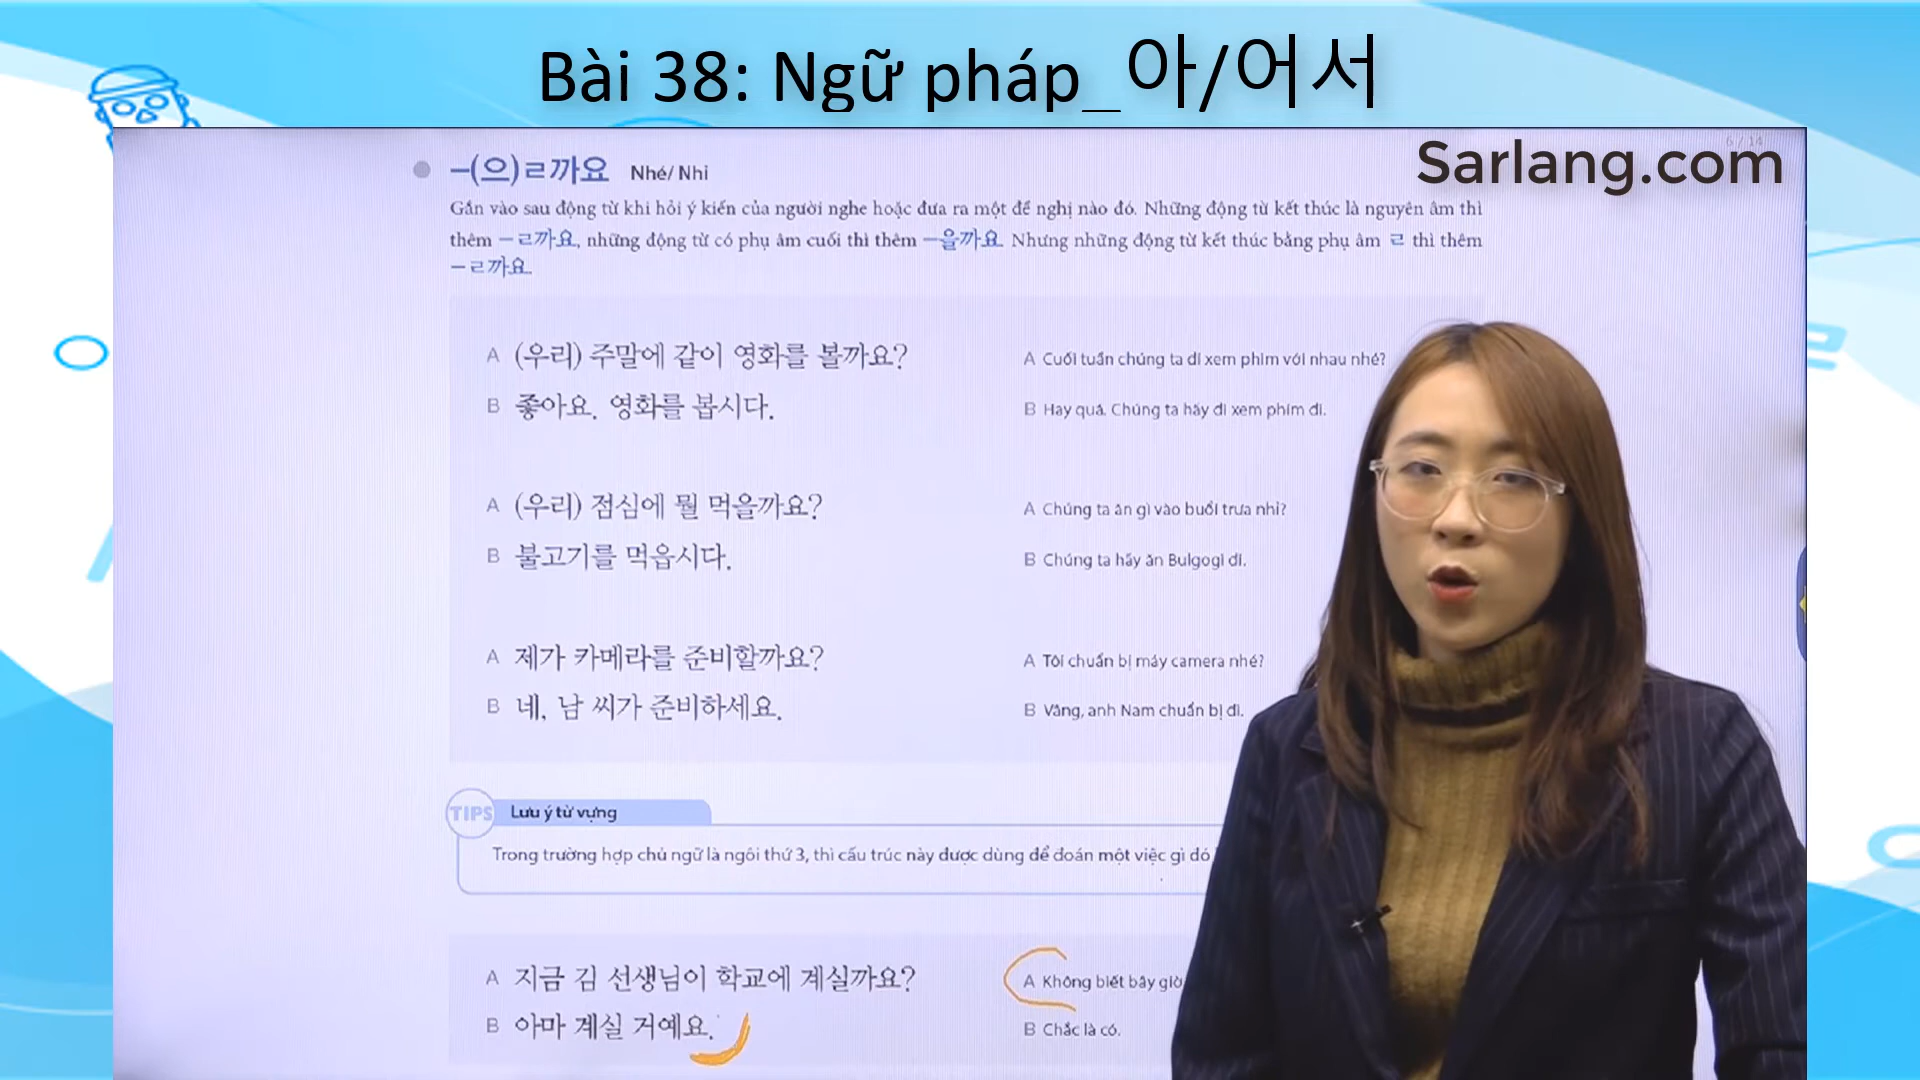 Bài 38: Ngữ pháp_아/어서
Sarlang.com
6 / 14
–(으)ㄹ까요 Nhé/ Nhỉ
Gắn vào sau động từ khi hỏi ý kiến của người nghe hoặc đưa ra một đề nghị nào đó. Những động từ kết thúc là nguyên âm thì
thêm –ㄹ까요, những động từ có phụ âm cuối thì thêm –을까요. Nhưng những động từ kết thúc bằng phụ âm ㄹ thì thêm
–ㄹ까요.
A (우리) 주말에 같이 영화를 볼까요? A Cuối tuần chúng ta đi xem phim với nhau nhé?
B 좋아요. 영화를 봅시다. B Hay quá. Chúng ta hãy đi xem phim đi.
A (우리) 점심에 뭘 먹을까요? A Chúng ta ăn gì vào buổi trưa nhỉ?
B 불고기를 먹읍시다. B Chúng ta hãy ăn Bulgogi đi.
A 제가 카메라를 준비할까요? A Tôi chuẩn bị máy camera nhé?
B 네, 남 씨가 준비하세요. B Vâng, anh Nam chuẩn bị đi.
TIPS Lưu ý từ vựng
Trong trường hợp chủ ngữ là ngôi thứ 3, thì cấu trúc này được dùng để đoán một việc gì đó
A 지금 김 선생님이 학교에 계실까요? A Không biết bây giờ
B 아마 계실 거예요. B Chắc là có.